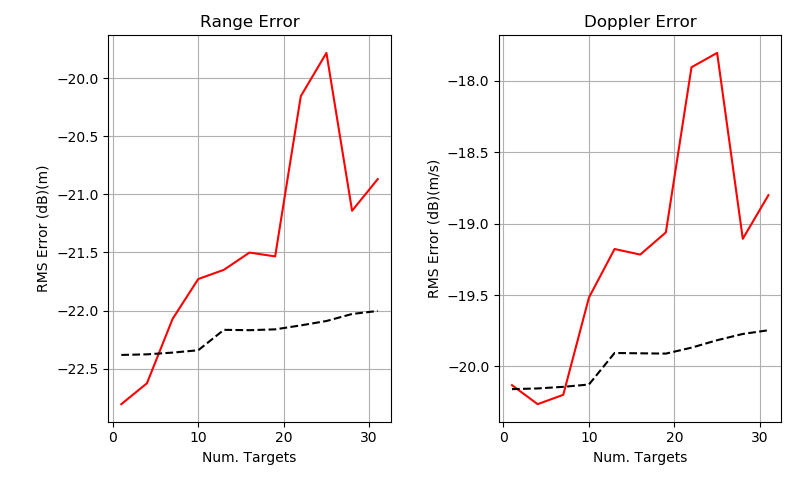 Range Error
−20.0
−20.5
−21.0
−21.5
−22.0
−22.5
RMS Error (dB)(m)
0 10 20 30
Num. Targets
Doppler Error
−18.0
−18.5
−19.0
−19.5
−20.0
RMS Error (dB)(m/s)
0 10 20 30
Num. Targets